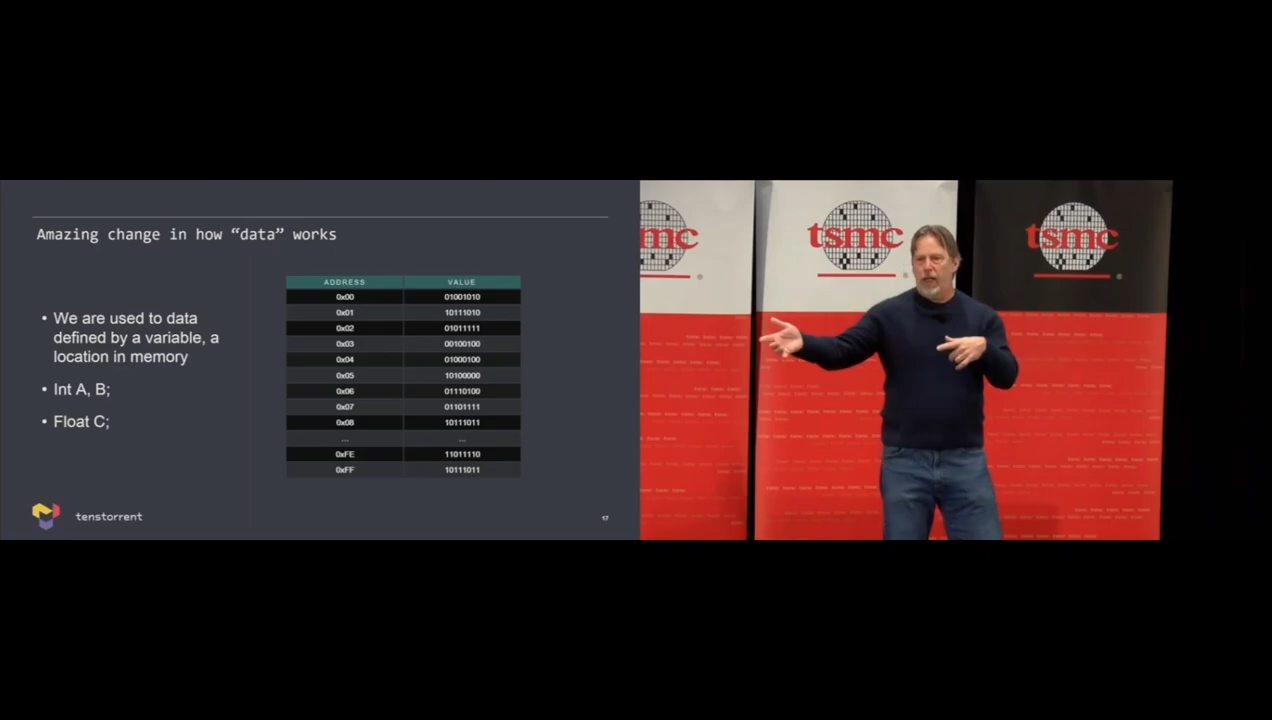 Amazing change in how “data” works
• We are used to data
defined by a variable, a
location in memory
• Int A, B;
• Float C;
ADDRESS VALUE
0x00 01001010
0x01 10111010
0x02 01011111
0x03 00100100
0x04 01000100
0x05 10100000
0x06 01110100
0x07 01101111
0x08 10111011
... ...
0xFE 11011110
0xFF 10111011
tenstorrent
17
mc
tsmc
tsmc